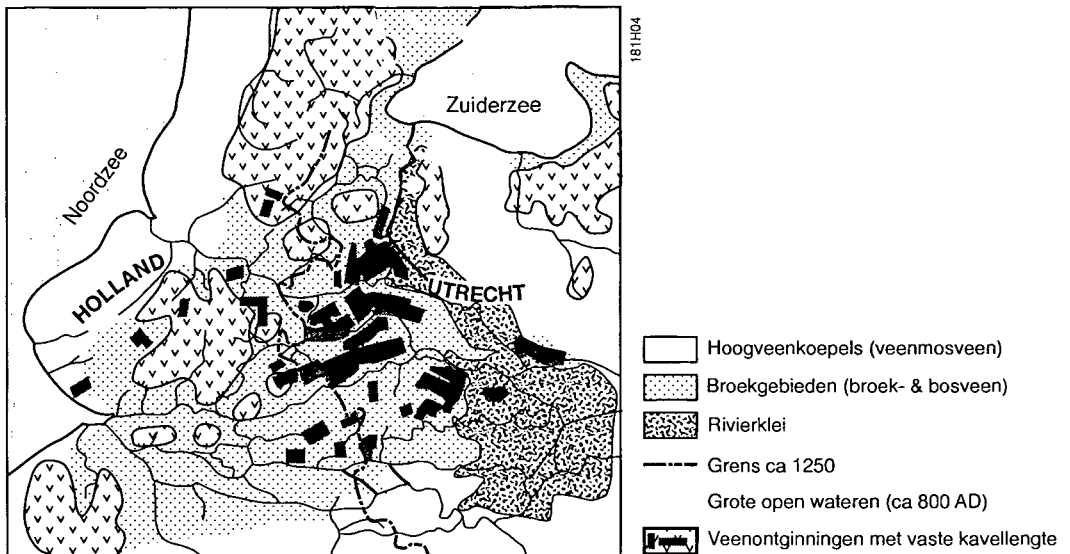 181H04
Zuiderzee
Noordzee
HOLLAND
UTRECHT
Hoogveenkoepels (veenmosveen)
Broekgebieden (broek- & bosveen)
Rivierklei
Grens ca 1250
Grote open wateren (ca 800 AD)
Veenontginningen met vaste kavellengte